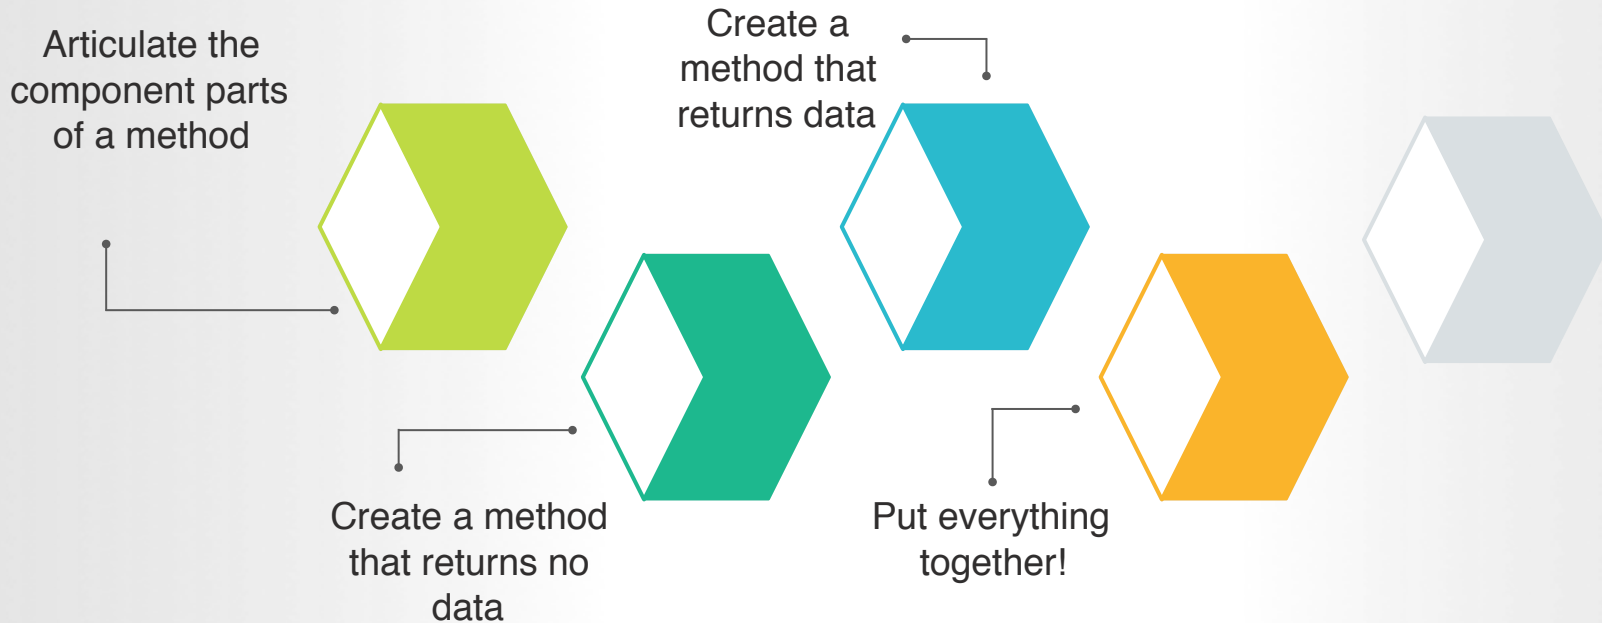 Articulate the
component parts
of a method
Create a method
that returns no
data
Create a
method that
returns data
Put everything
together!